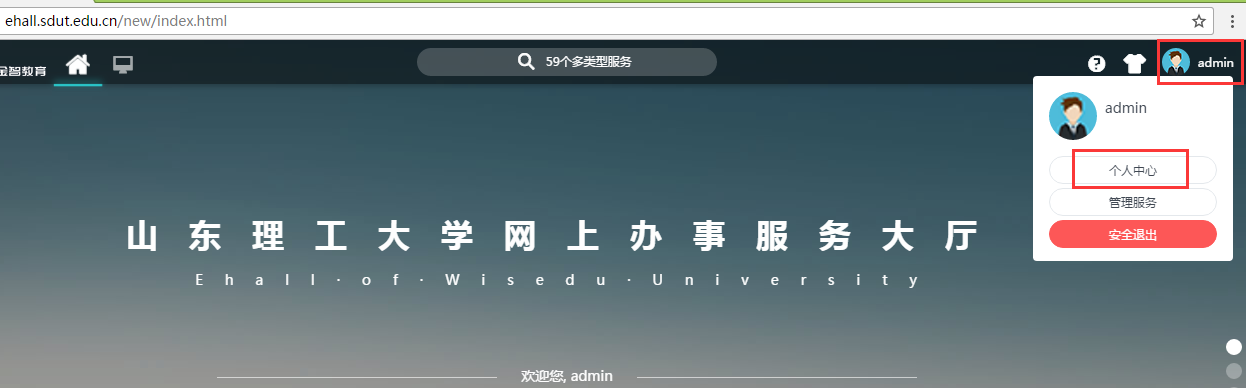 ehall.sdut.edu.cn/new/index.html
金智教育
59个多类型服务
admin
admin
个人中心
管理服务
安全退出
山东理工大学网上办事服务大厅
Ehall·of·Wisedu·University
欢迎您, admin